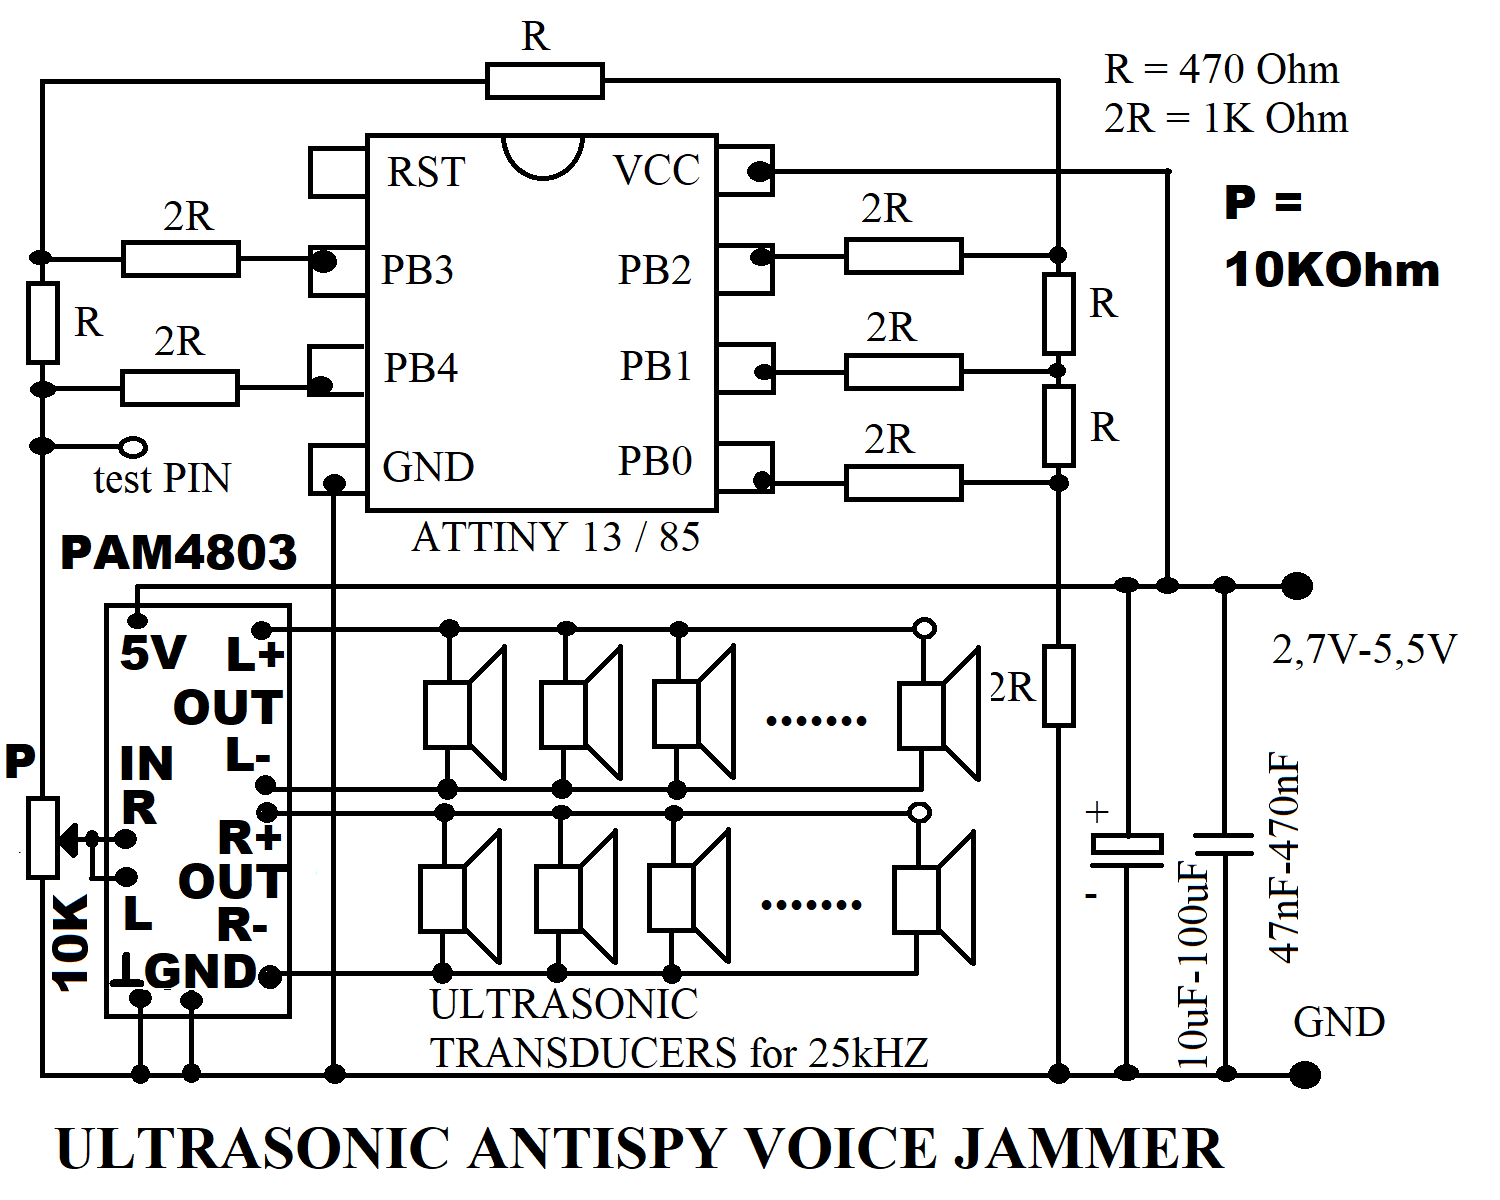 R
R = 470 Ohm
2R = 1K Ohm
RST
VCC
P =
10KOhm
2R
2R
PB3
PB2
R
R
2R
2R
PB4
PB1
R
2R
GND
PB0
test PIN
ATTINY 13 / 85
PAM4803
5V
L+
OUT
L-
2,7V-5,5V
2R
P
IN
R
R+
.......
+
-
OUT
L
R-
.......
10K
⊥GND
10uF-100uF
47nF-470nF
ULTRASONIC
TRANSDUCERS for 25kHZ
GND
ULTRASONIC ANTISPY VOICE JAMMER